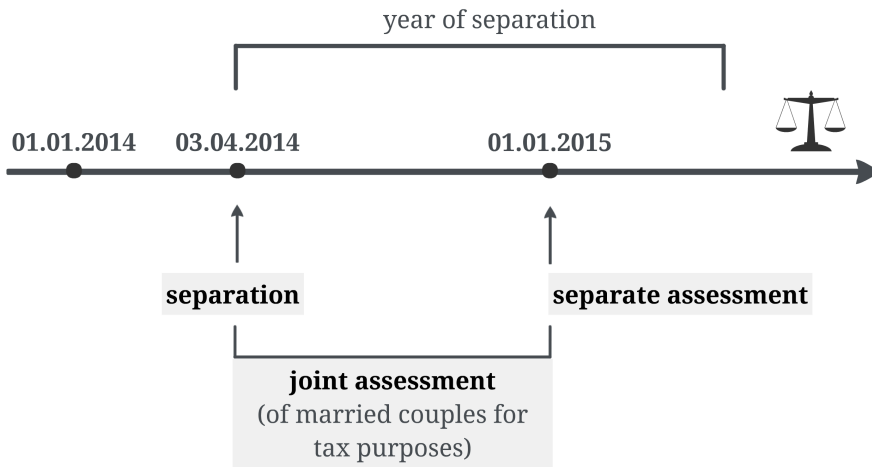 year of separation
01.01.2014
03.04.2014
01.01.2015
separation
separate assessment
joint assessment
(of married couples for
tax purposes)